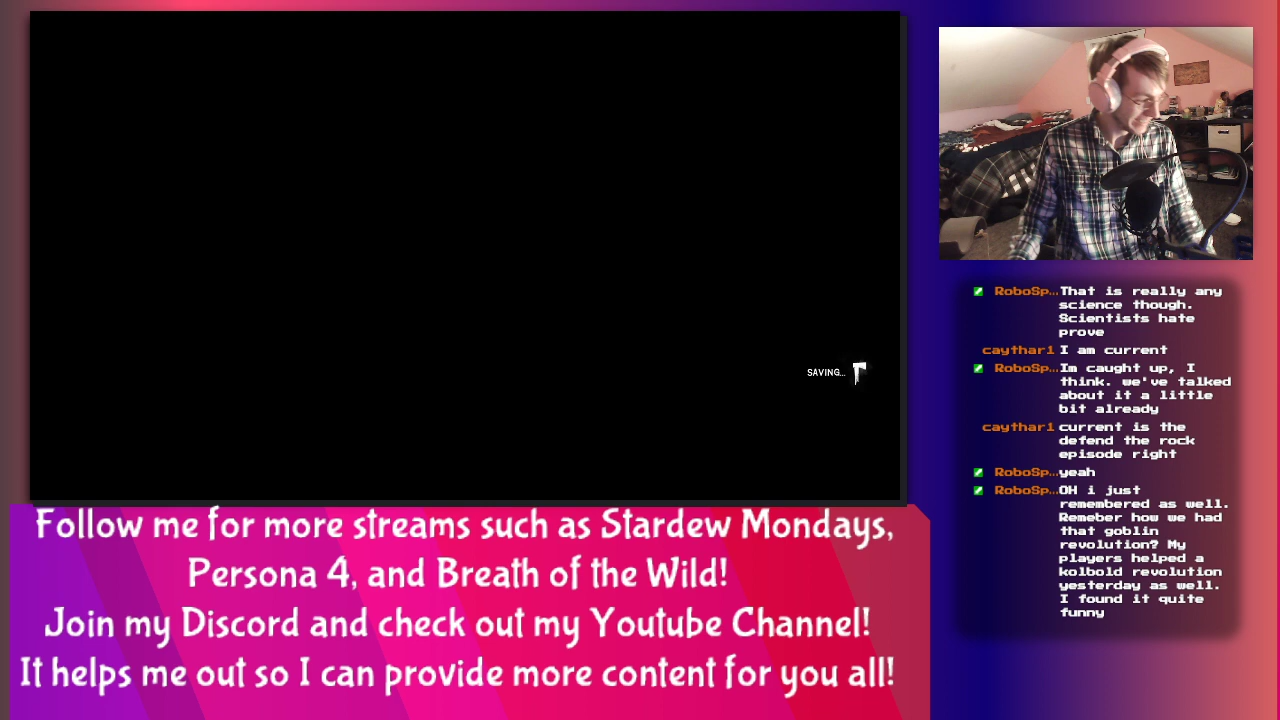 SAVING...
Follow me for more streams such as Stardew Mondays,
Persona 4, and Breath of the Wild!
Join my Discord and check out my Youtube Channel!
It helps me out so I can provide more content for you all!
RoboSp... That is really any
science though.
Scientists hate
prove
caythar1 I am current
RoboSp... Im caught up, I
think. we've talked
about it a little
bit already
caythar1 current is the
defend the rock
episode right
RoboSp... yeah
RoboSp... OH i just
remembered as well.
Remeber how we had
that goblin
revolution? My
players helped a
kolbold revolution
yesterday as well.
I found it quite
funny